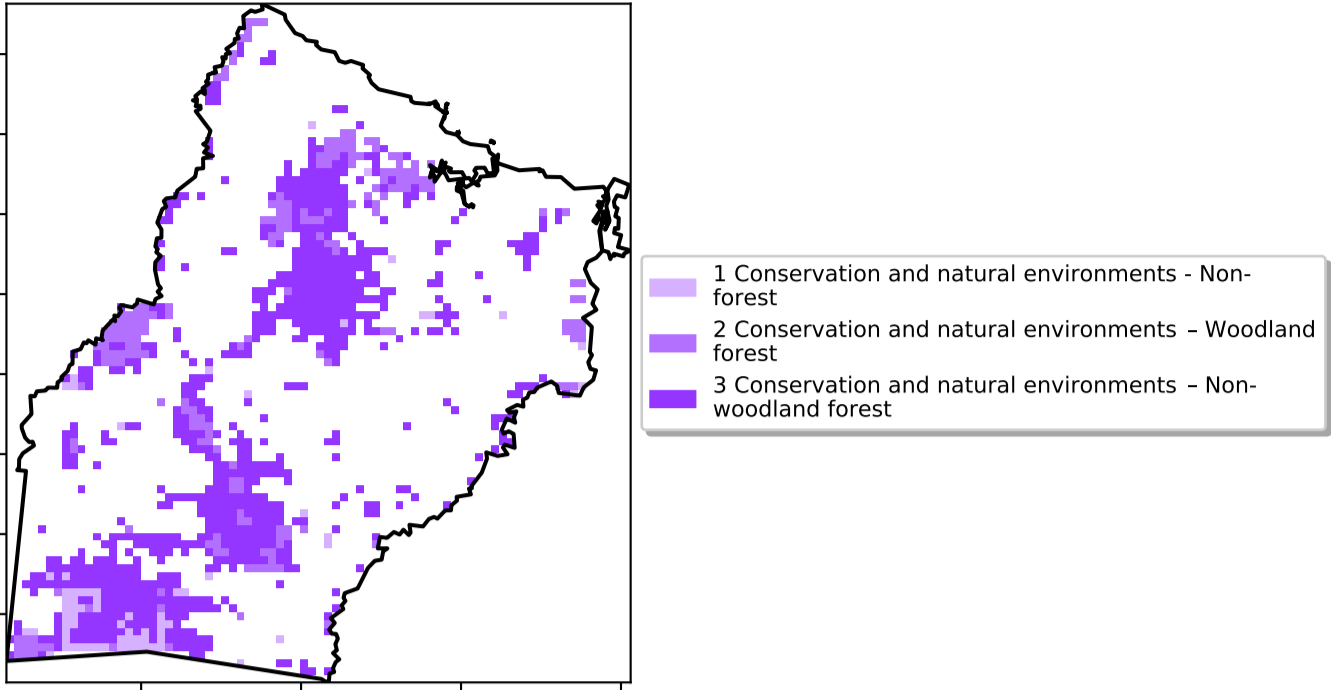 1 Conservation and natural environments - Non-
forest
2 Conservation and natural environments – Woodland
forest
3 Conservation and natural environments – Non-
woodland forest